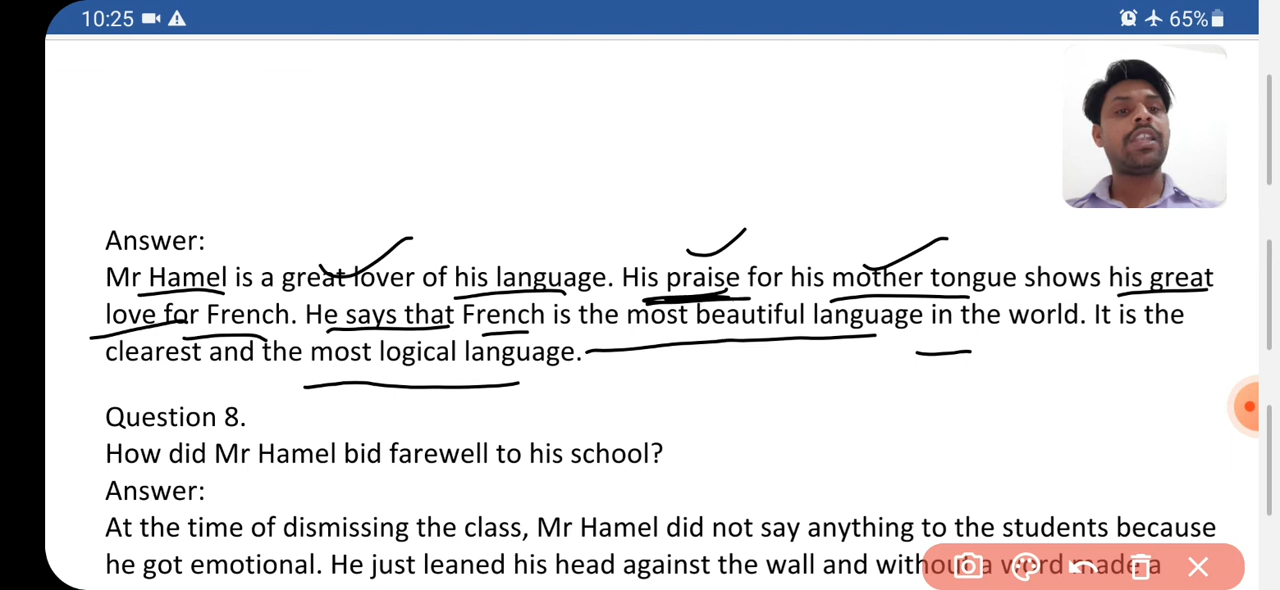 10:25
65%
Answer:
Mr Hamel is a great lover of his language. His praise for his mother tongue shows his great
love for French. He says that French is the most beautiful language in the world. It is the
clearest and the most logical language.
Question 8.
How did Mr Hamel bid farewell to his school?
Answer:
At the time of dismissing the class, Mr Hamel did not say anything to the students because
he got emotional. He just leaned his head against the wall and without a word made a